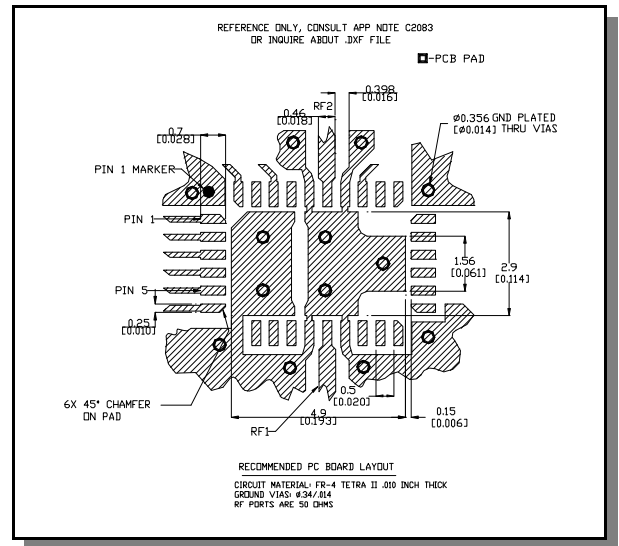 REFERENCE ONLY, CONSULT APP NOTE C2083
OR INQUIRE ABOUT .DXF FILE
-PCB PAD
0.398
[0.016]
0.46
[0.018]
RF2
Ø0.356 GND PLATED
[Ø0.014] THRU VIAS
0.7
[0.028]
PIN 1 MARKER
PIN 1
1.56
[0.061]
2.9
[0.114]
PIN 5
0.25
[0.010]
0.5
[0.020]
6X 45° CHAMFER
ON PAD
4.9
[0.193]
0.15
[0.006]
RF1
RECOMMENDED PC BOARD LAYOUT
CIRCUIT MATERIAL: FR-4 TETRA II .010 INCH THICK
GROUND VIAS: Ø.34/.014
RF PORTS ARE 50 OHMS